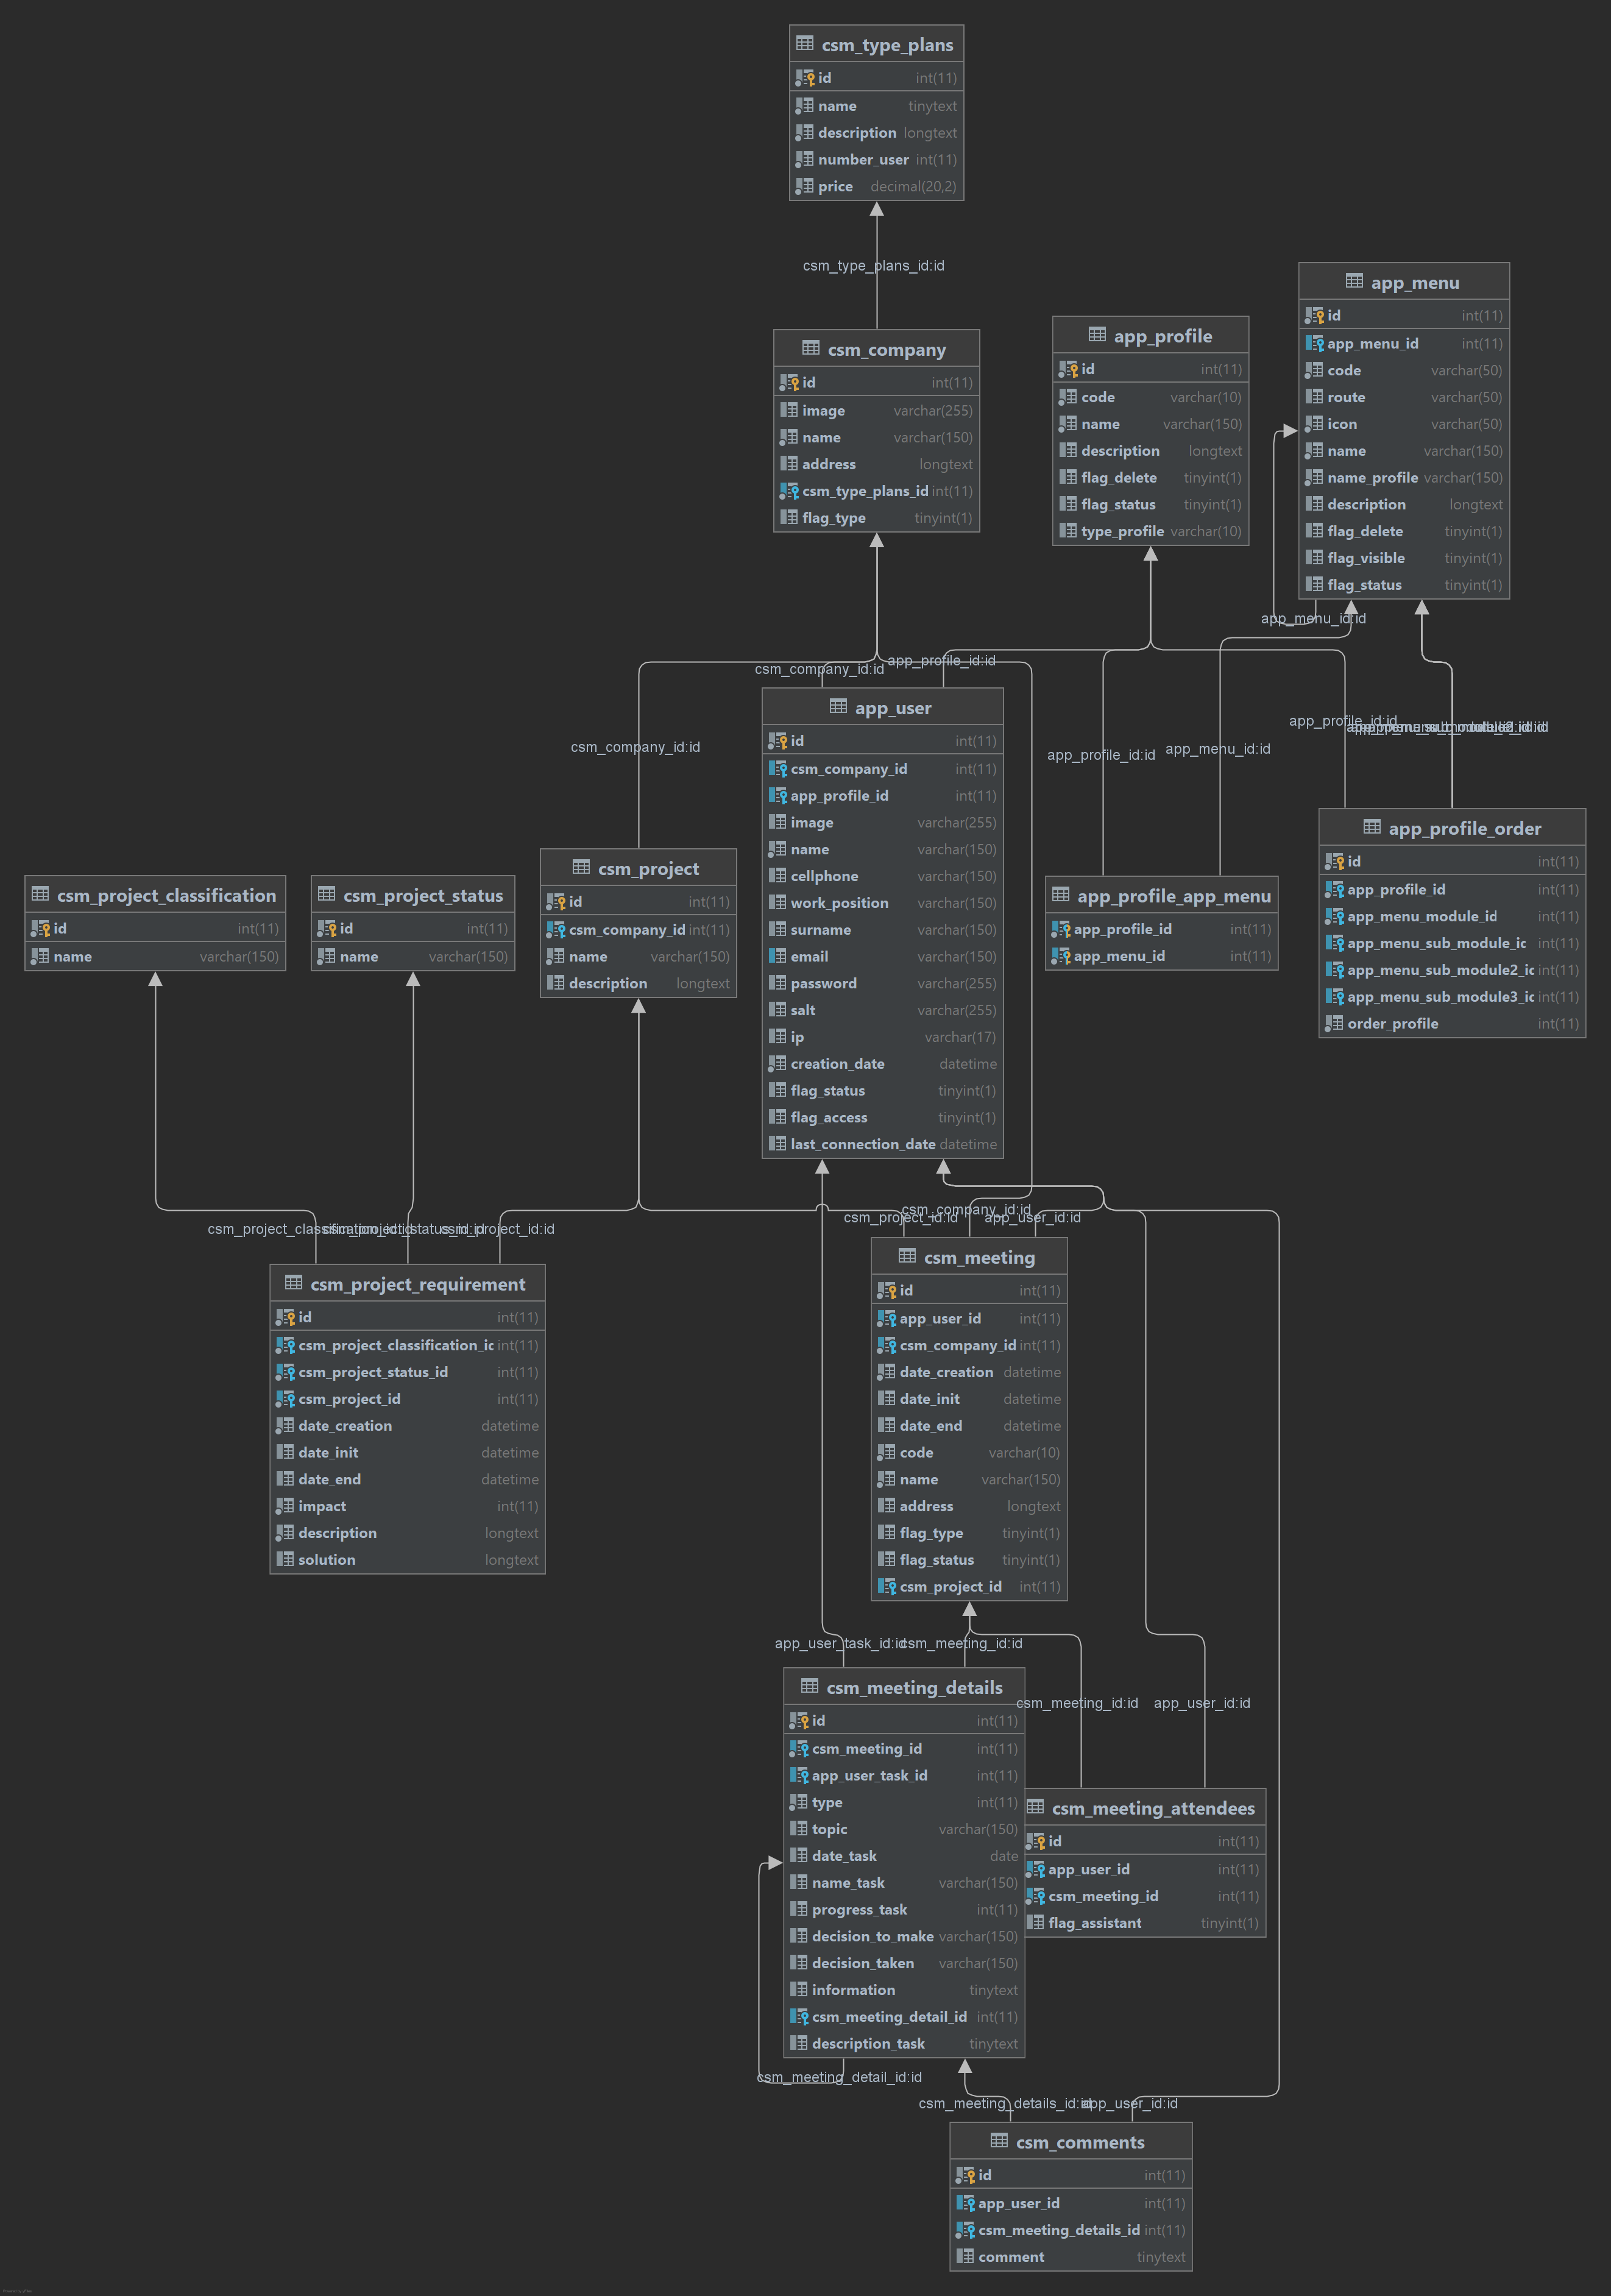 csm_type_plans
id int(11)
name tinytext
description longtext
number_user int(11)
price decimal(20,2)
csm_type_plans_id:id
csm_company
id int(11)
image varchar(255)
name varchar(150)
address longtext
csm_type_plans_id int(11)
flag_type tinyint(1)
app_profile
id int(11)
code varchar(10)
name varchar(150)
description longtext
flag_delete tinyint(1)
flag_status tinyint(1)
type_profile varchar(10)
app_menu
id int(11)
app_menu_id int(11)
code varchar(50)
route varchar(50)
icon varchar(50)
name varchar(150)
name_profile varchar(150)
description longtext
flag_delete tinyint(1)
flag_visible tinyint(1)
flag_status tinyint(1)
app_menu_id:id
csm_company_id:id
app_profile_id:id
csm_company_id:id
app_profile_id:id
app_menu_id:id
app_profile_id:id
app_user
id int(11)
csm_company_id int(11)
app_profile_id int(11)
image varchar(255)
name varchar(150)
cellphone varchar(150)
work_position varchar(150)
surname varchar(150)
email varchar(150)
password varchar(255)
salt varchar(255)
ip varchar(17)
creation_date datetime
flag_status tinyint(1)
flag_access tinyint(1)
last_connection_date datetime
csm_project_classification
id int(11)
name varchar(150)
csm_project_status
id int(11)
name varchar(150)
csm_project
id int(11)
csm_company_id int(11)
name varchar(150)
description longtext
app_profile_app_menu
app_profile_id int(11)
app_menu_id int(11)
app_profile_order
id int(11)
app_profile_id int(11)
app_menu_module_id int(11)
app_menu_sub_module_ic int(11)
app_menu_sub_module2_ic int(11)
app_menu_sub_module3_ic int(11)
order_profile int(11)
csm_project_id:id
csm_company_id:id
app_user_id:id
csm_project_requirement
id int(11)
csm_project_classification_ic int(11)
csm_project_status_id int(11)
csm_project_id int(11)
date_creation datetime
date_init datetime
date_end datetime
impact int(11)
description longtext
solution longtext
csm_meeting
id int(11)
app_user_id int(11)
csm_company_id int(11)
date_creation datetime
date_init datetime
date_end datetime
code varchar(10)
name varchar(150)
address longtext
flag_type tinyint(1)
flag_status tinyint(1)
csm_project_id int(11)
app_user_task_id:id
csm_meeting_id:id
csm_meeting_id:id
app_user_id:id
csm_meeting_details
id int(11)
csm_meeting_id int(11)
app_user_task_id int(11)
type int(11)
topic varchar(150)
date_task date
name_task varchar(150)
progress_task int(11)
decision_to_make varchar(150)
decision_taken varchar(150)
information tinytext
csm_meeting_detail_id int(11)
description_task tinytext
csm_meeting_attendees
id int(11)
app_user_id int(11)
csm_meeting_id int(11)
flag_assistant tinyint(1)
csm_meeting_detail_id:id
csm_meeting_details_id:id
app_user_id:id
csm_comments
id int(11)
app_user_id int(11)
csm_meeting_details_id int(11)
comment tinytext